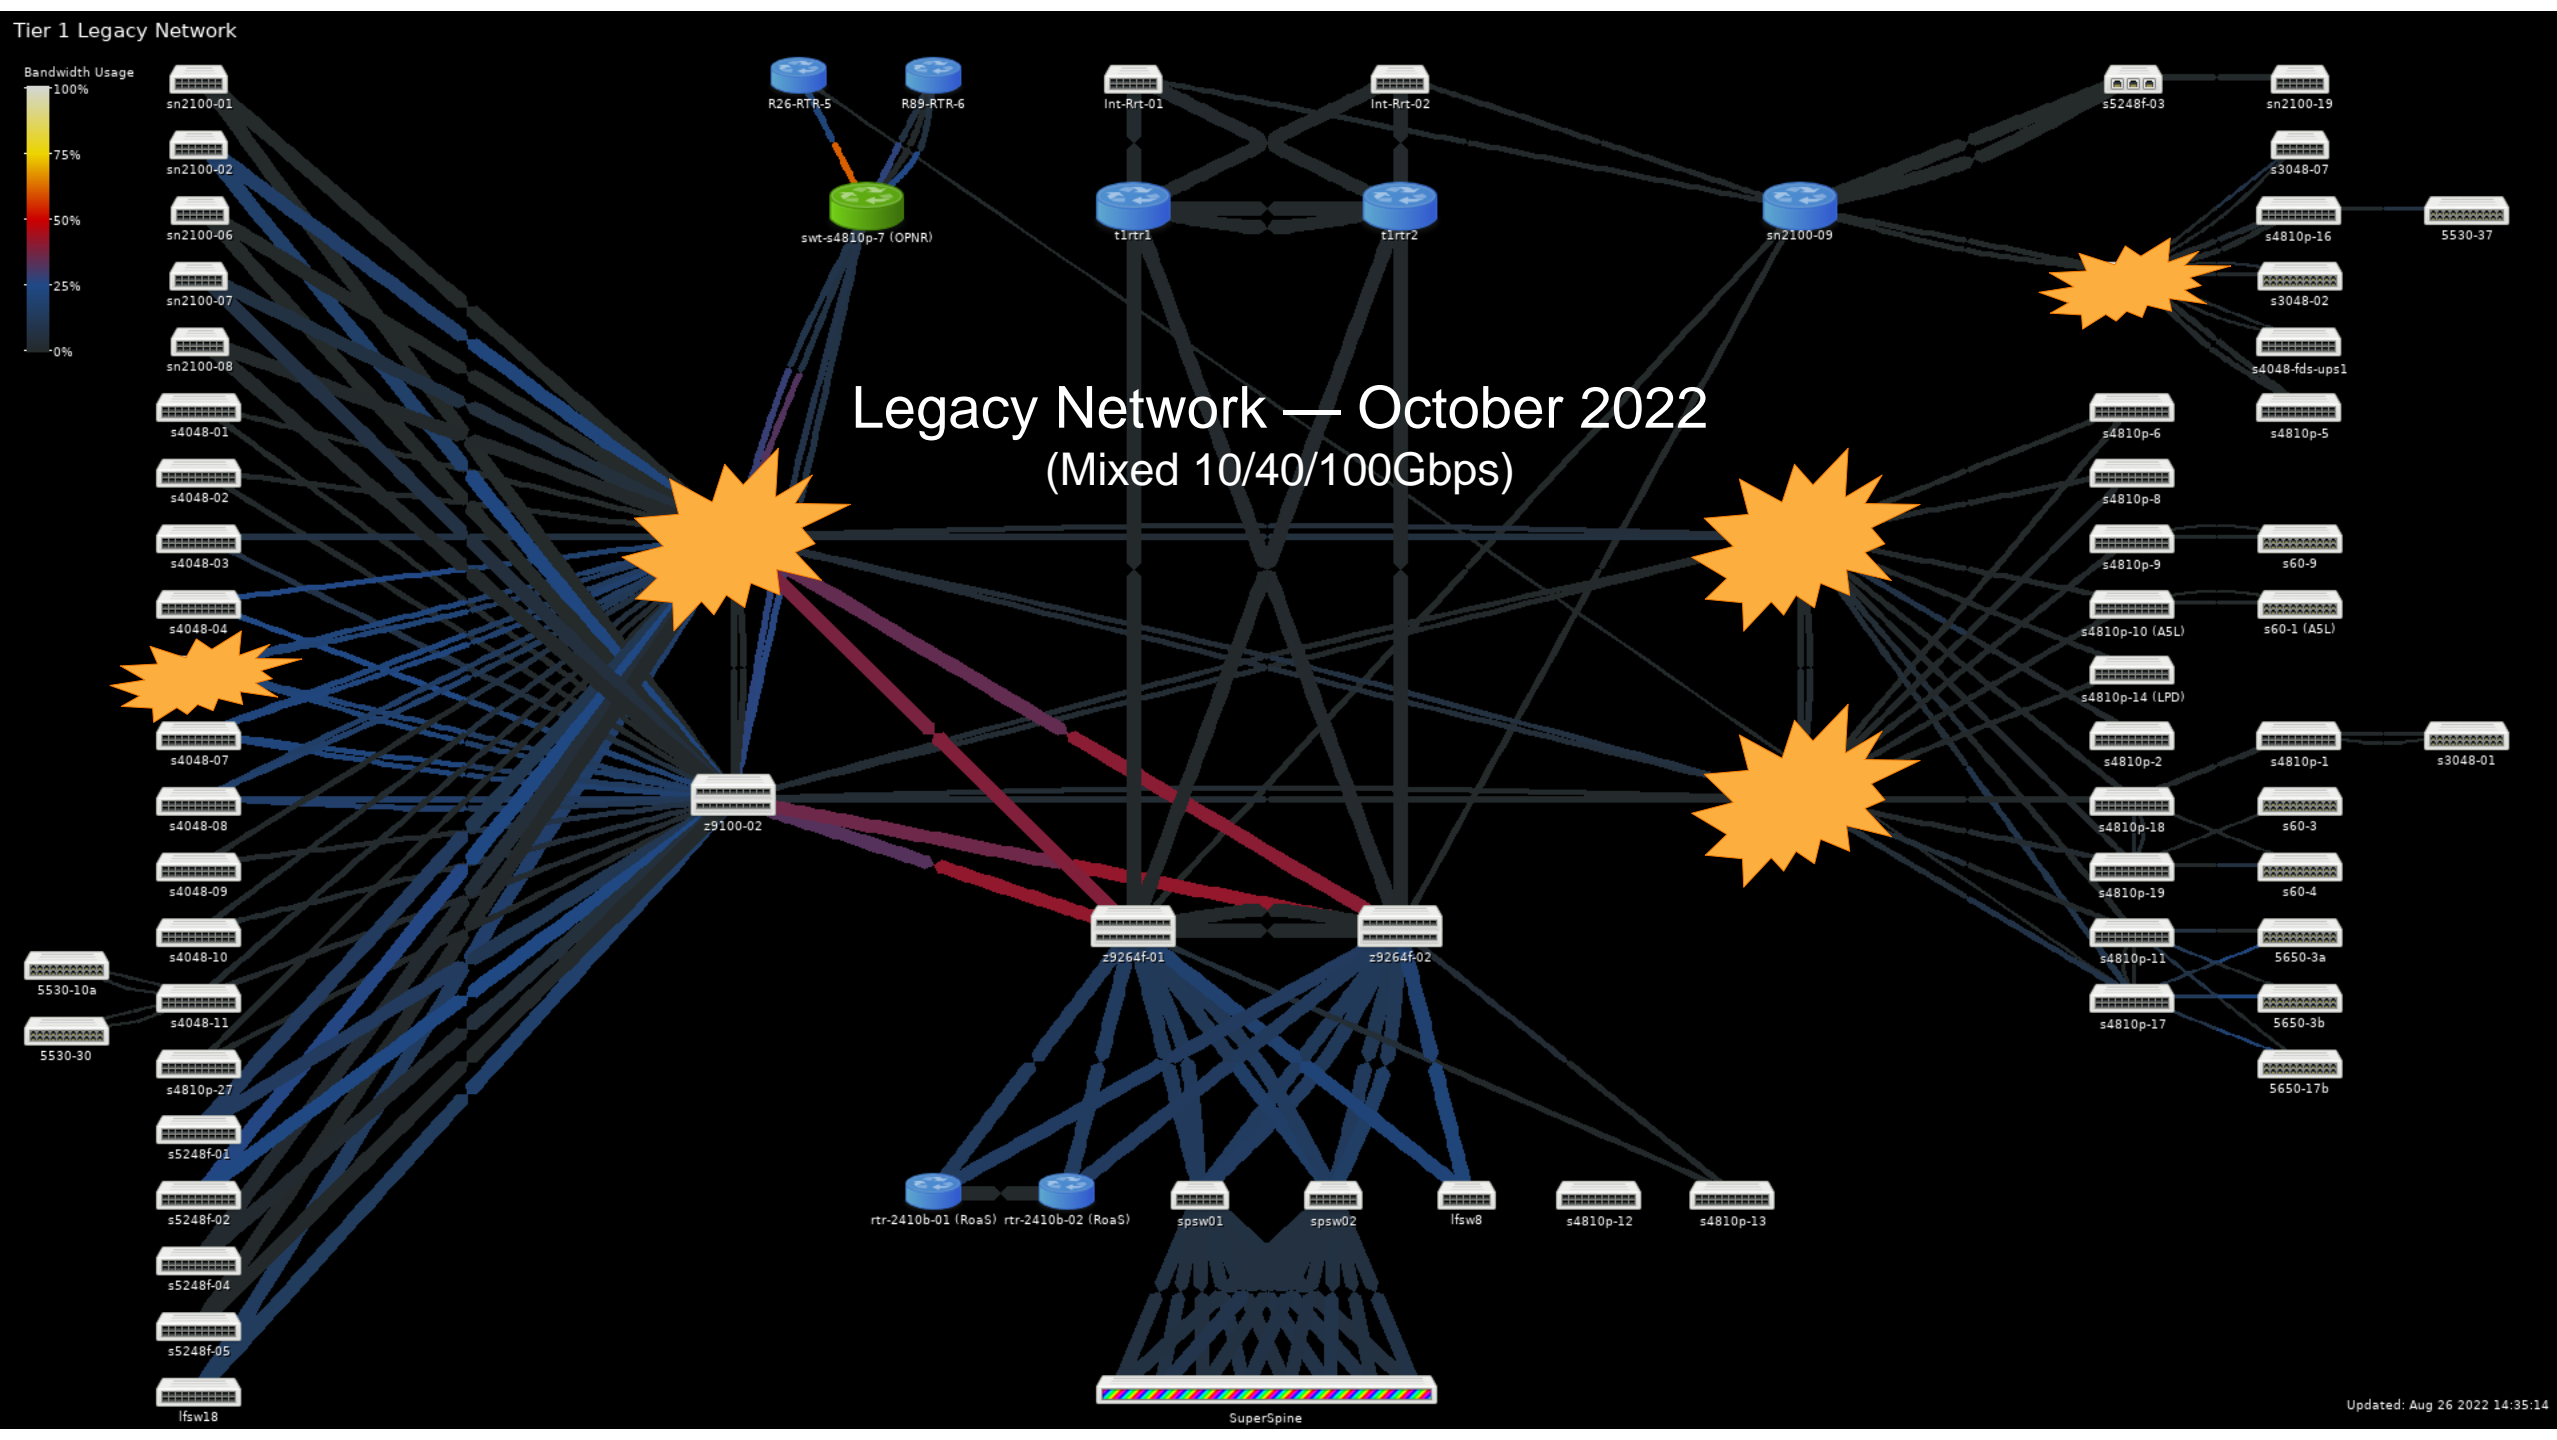 Tier 1 Legacy Network
Bandwidth Usage
100%
75%
50%
25%
0%
sn2100-01
sn2100-02
sn2100-06
sn2100-07
sn2100-08
s4048-01
s4048-02
s4048-03
s4048-04
s4048-07
s4048-08
s4048-09
s4048-10
5530-10a
s4048-11
5530-30
s4810p-27
s5248f-01
s5248f-02
s5248f-04
s5248f-05
lfsw18
R26-RTR-5
R89-RTR-6
swt-s4810p-7 (OPNR)
Int-Rrt-01
Int-Rrt-02
t1rtr1
t1rtr2
sn2100-09
Legacy Network — October 2022
(Mixed 10/40/100Gbps)
z9100-02
z9264f-01
z9264f-02
rtr-2410b-01 (RoaS)
rtr-2410b-02 (RoaS)
spsw01
spsw02
lfsw8
s4810p-12
s4810p-13
SuperSpine
s5248f-03
sn2100-19
s3048-07
s4810p-16
5530-37
s3048-02
s4048-fds-ups1
s4810p-6
s4810p-5
s4810p-8
s4810p-9
s60-9
s4810p-10 (A5L)
s60-1 (A5L)
s4810p-14 (LPD)
s4810p-2
s4810p-1
s3048-01
s4810p-18
s60-3
s4810p-19
s60-4
s4810p-11
5650-3a
s4810p-17
5650-3b
5650-17b
Updated: Aug 26 2022 14:35:14